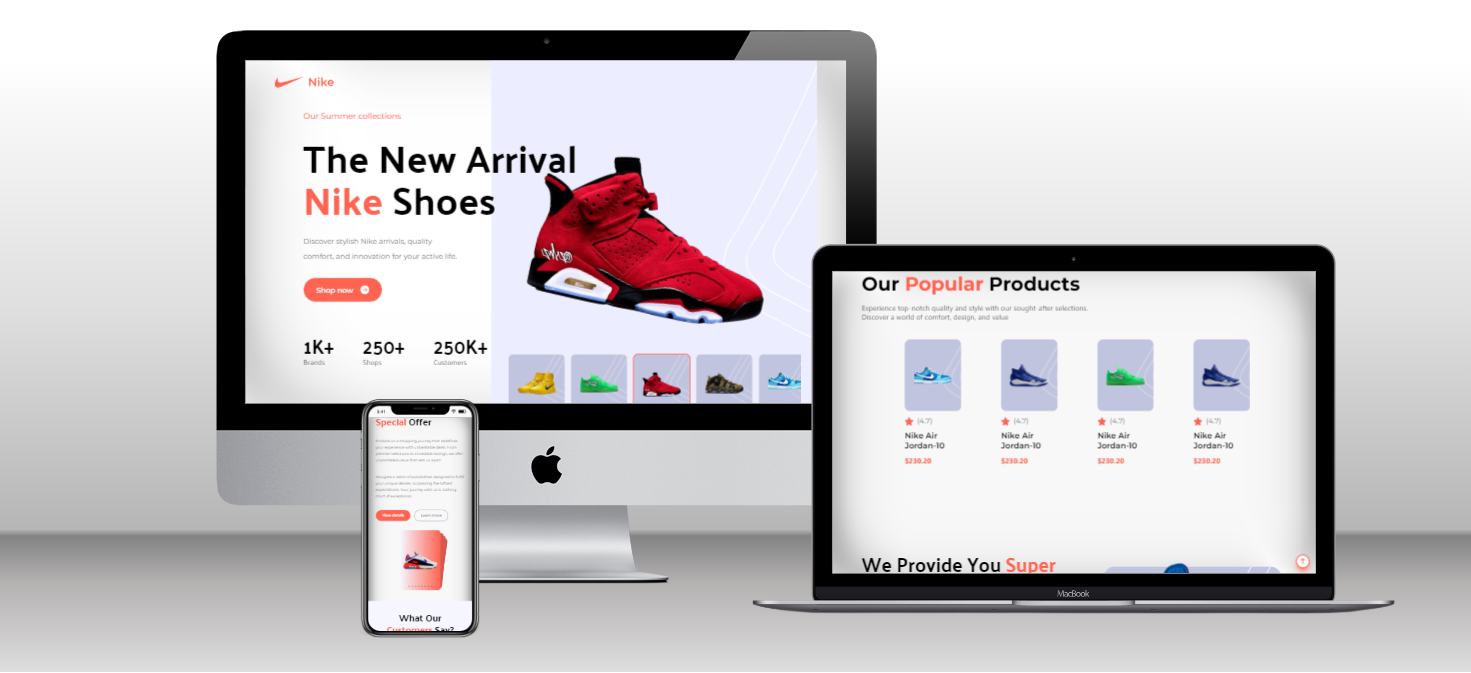 Nike
Our Summer collections
The New Arrival
Nike Shoes
Discover stylish Nike arrivals, quality
comfort, and innovation for your active life.
Shop now
1K+ 250+ 250K+
Brands Shops Customers
Our Popular Products
Experience top-notch quality and style with our sought-after selections.
Discover a world of comfort, design, and value
(4.7) (4.7) (4.7) (4.7)
Nike Air Nike Air Nike Air Nike Air
Jordan-10 Jordan-10 Jordan-10 Jordan-10
$230.20 $230.20 $230.20 $230.20
We Provide You Super
MacBook
Special Offer
View details Learn more
What Our
Customers Say?